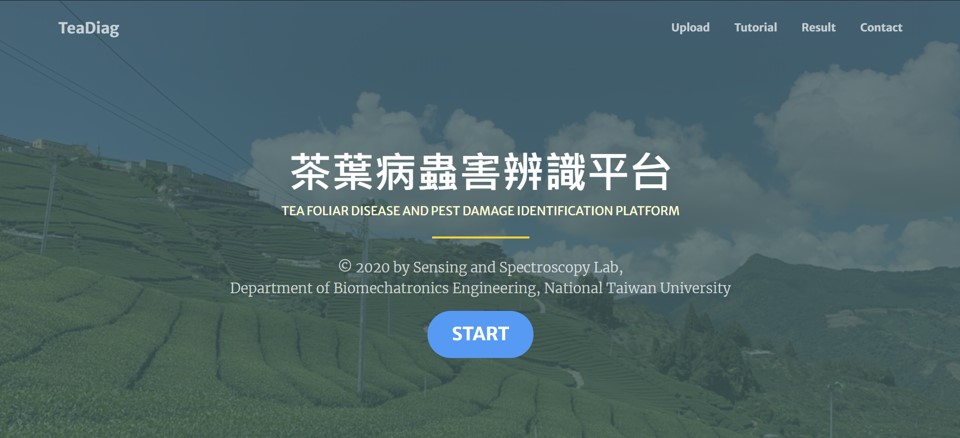 TeaDiag
Upload Tutorial Result Contact
茶葉病蟲害辨識平台
TEA FOLIAR DISEASE AND PEST DAMAGE IDENTIFICATION PLATFORM
© 2020 by Sensing and Spectroscopy Lab,
Department of Biomechatronics Engineering, National Taiwan University
START